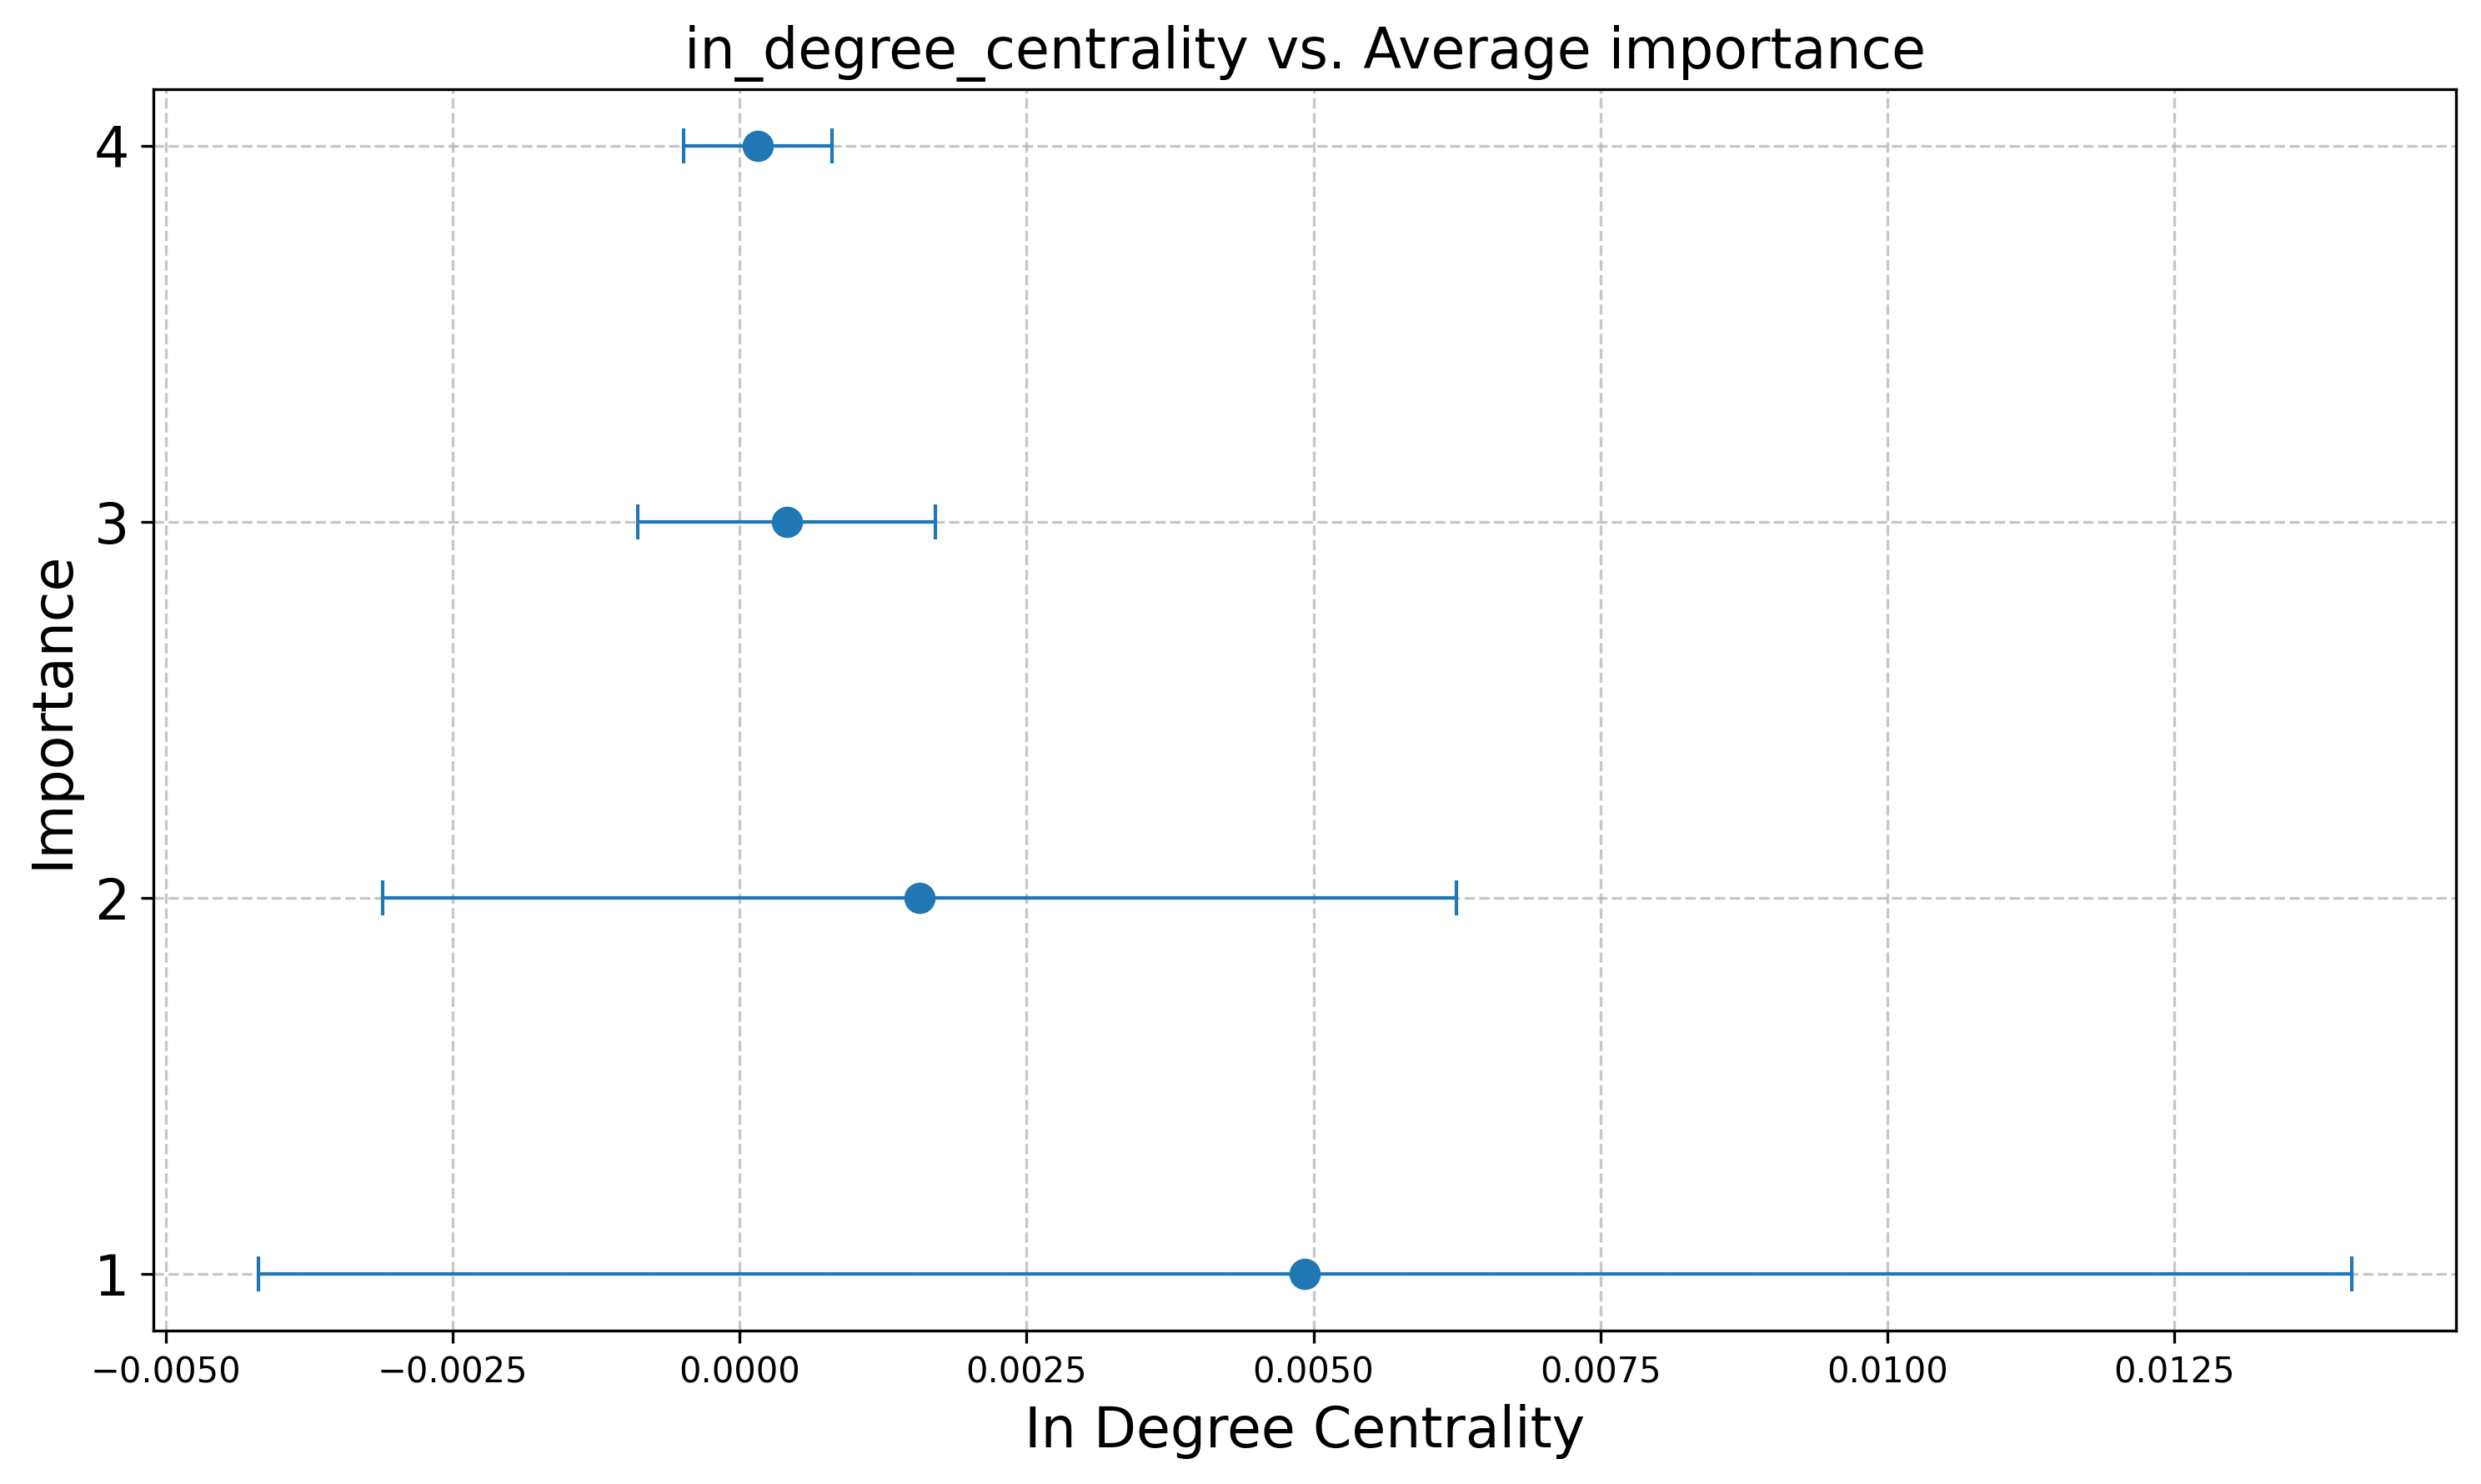 in_degree_centrality vs. Average importance
4
3
2
1
Importance
−0.0050 −0.0025 0.0000 0.0025 0.0050 0.0075 0.0100 0.0125
In Degree Centrality